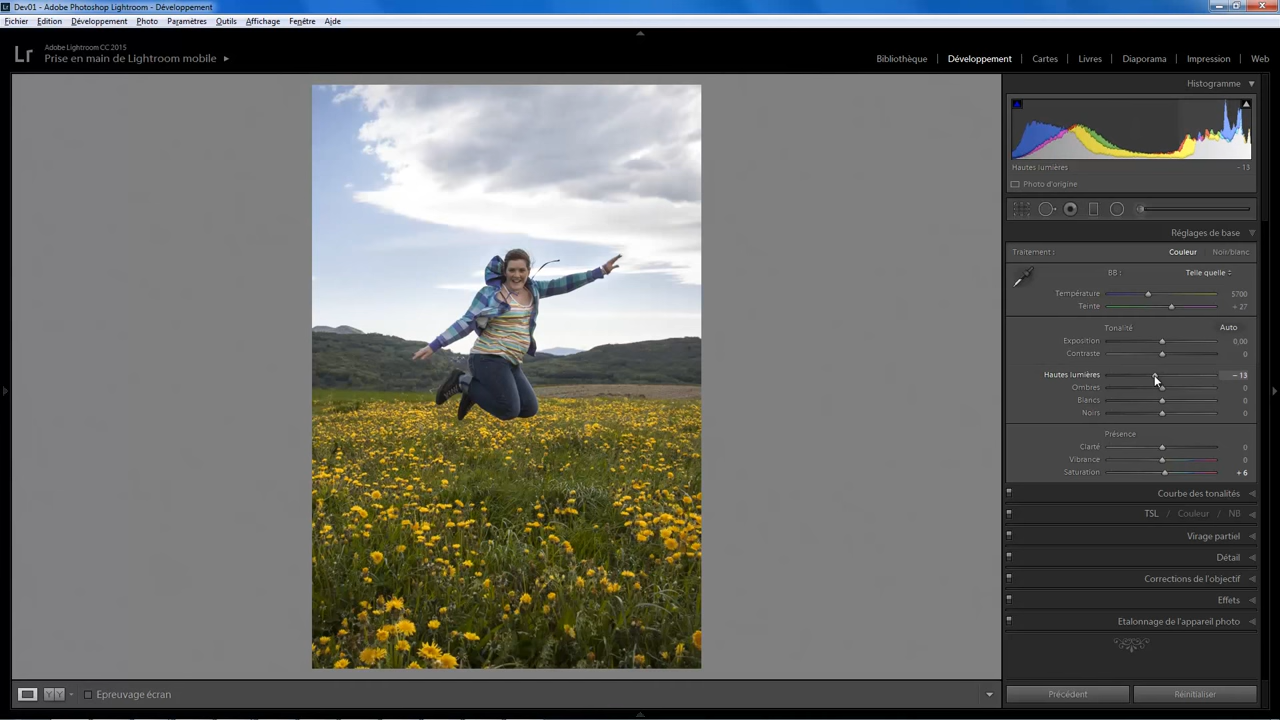 Dev01 - Adobe Photoshop Lightroom - Développement
Fichier Edition Développement Photo Paramètres Outils Affichage Fenêtre Aide
Lr
Adobe Lightroom CC 2015
Prise en main de Lightroom mobile
Bibliothèque | Développement | Cartes | Livres | Diaporama | Impression | Web
Histogramme
Hautes lumières - 13
Photo d'origine
Réglages de base
Traitement : Couleur Noir/blanc
BB : Telle quelle
Température 5700
Teinte + 27
Tonalité Auto
Exposition 0,00
Contraste 0
Hautes lumières - 13
Ombres 0
Blancs 0
Noirs 0
Présence
Clarté 0
Vibrance 0
Saturation + 6
Courbe des tonalités
TSL / Couleur / NB
Virage partiel
Détail
Corrections de l'objectif
Effets
Etalonnage de l'appareil photo
Y Y Epreuvage écran
Précédent Réinitialiser